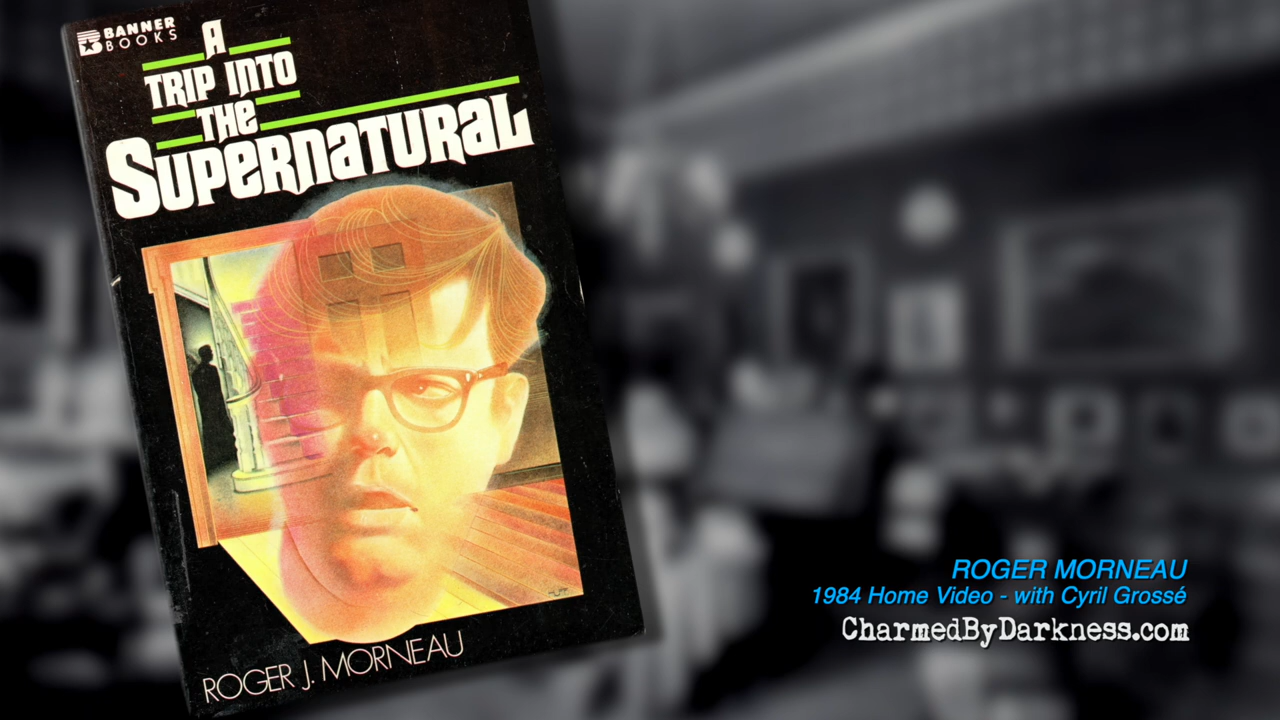 BANNER
BOOKS
A
TRIP INTO
THE
SUPERNATURAL
ROGER J. MORNEAU
ROGER MORNEAU
1984 Home Video - with Cyril Grossé
CharmedByDarkness.com